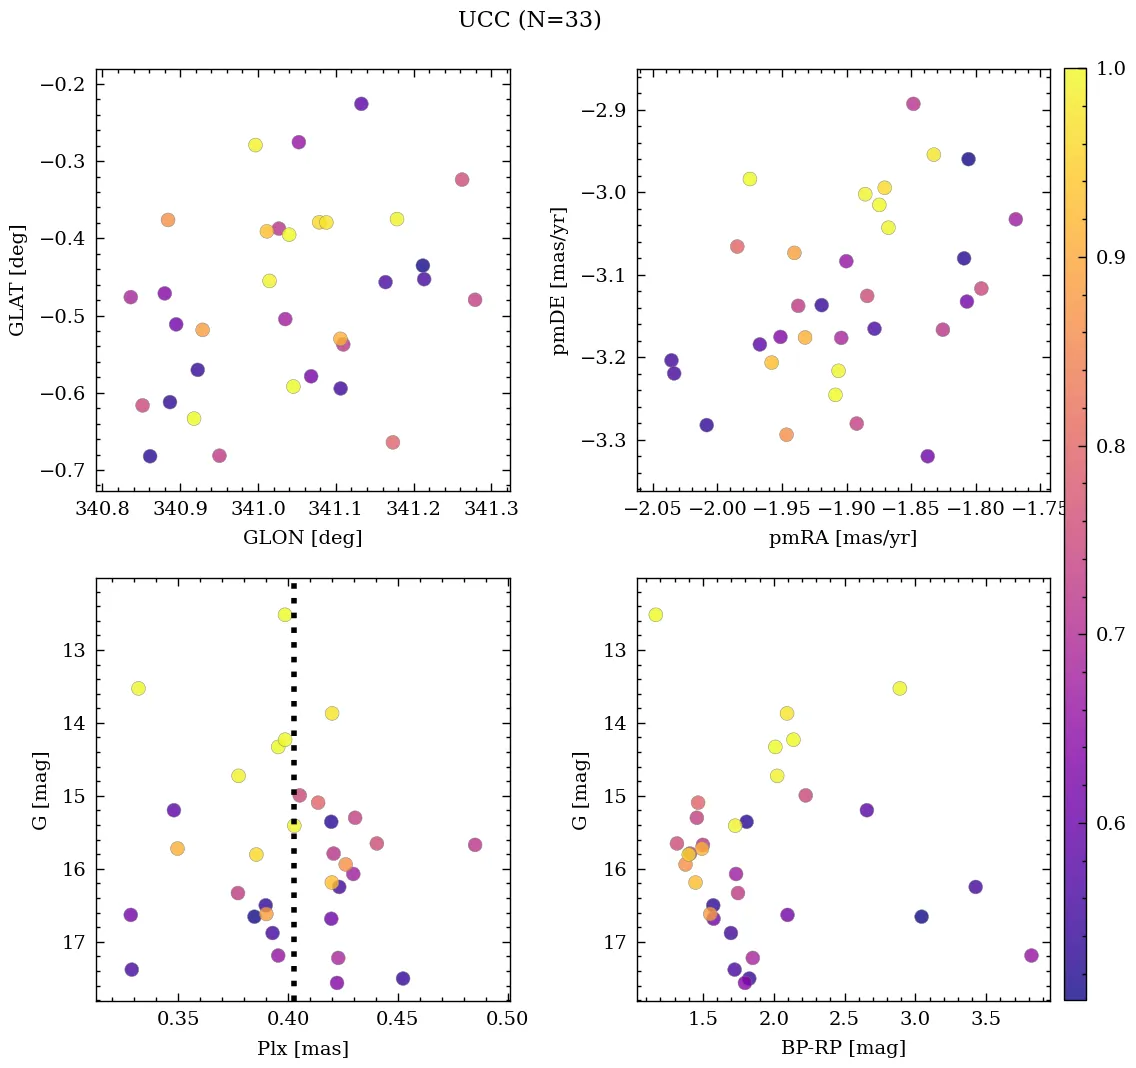 UCC (N=33)
−0.2
−0.3
−0.4
−0.5
−0.6
−0.7
GLAT [deg]
340.8 340.9 341.0 341.1 341.2 341.3
GLON [deg]
−2.9
−3.0
−3.1
−3.2
−3.3
pmDE [mas/yr]
−2.05 −2.00 −1.95 −1.90 −1.85 −1.80 −1.75
pmRA [mas/yr]
1.0
0.9
0.8
0.7
0.6
13
14
15
16
17
G [mag]
0.35 0.40 0.45 0.50
Plx [mas]
13
14
15
16
17
G [mag]
1.5 2.0 2.5 3.0 3.5
BP-RP [mag]